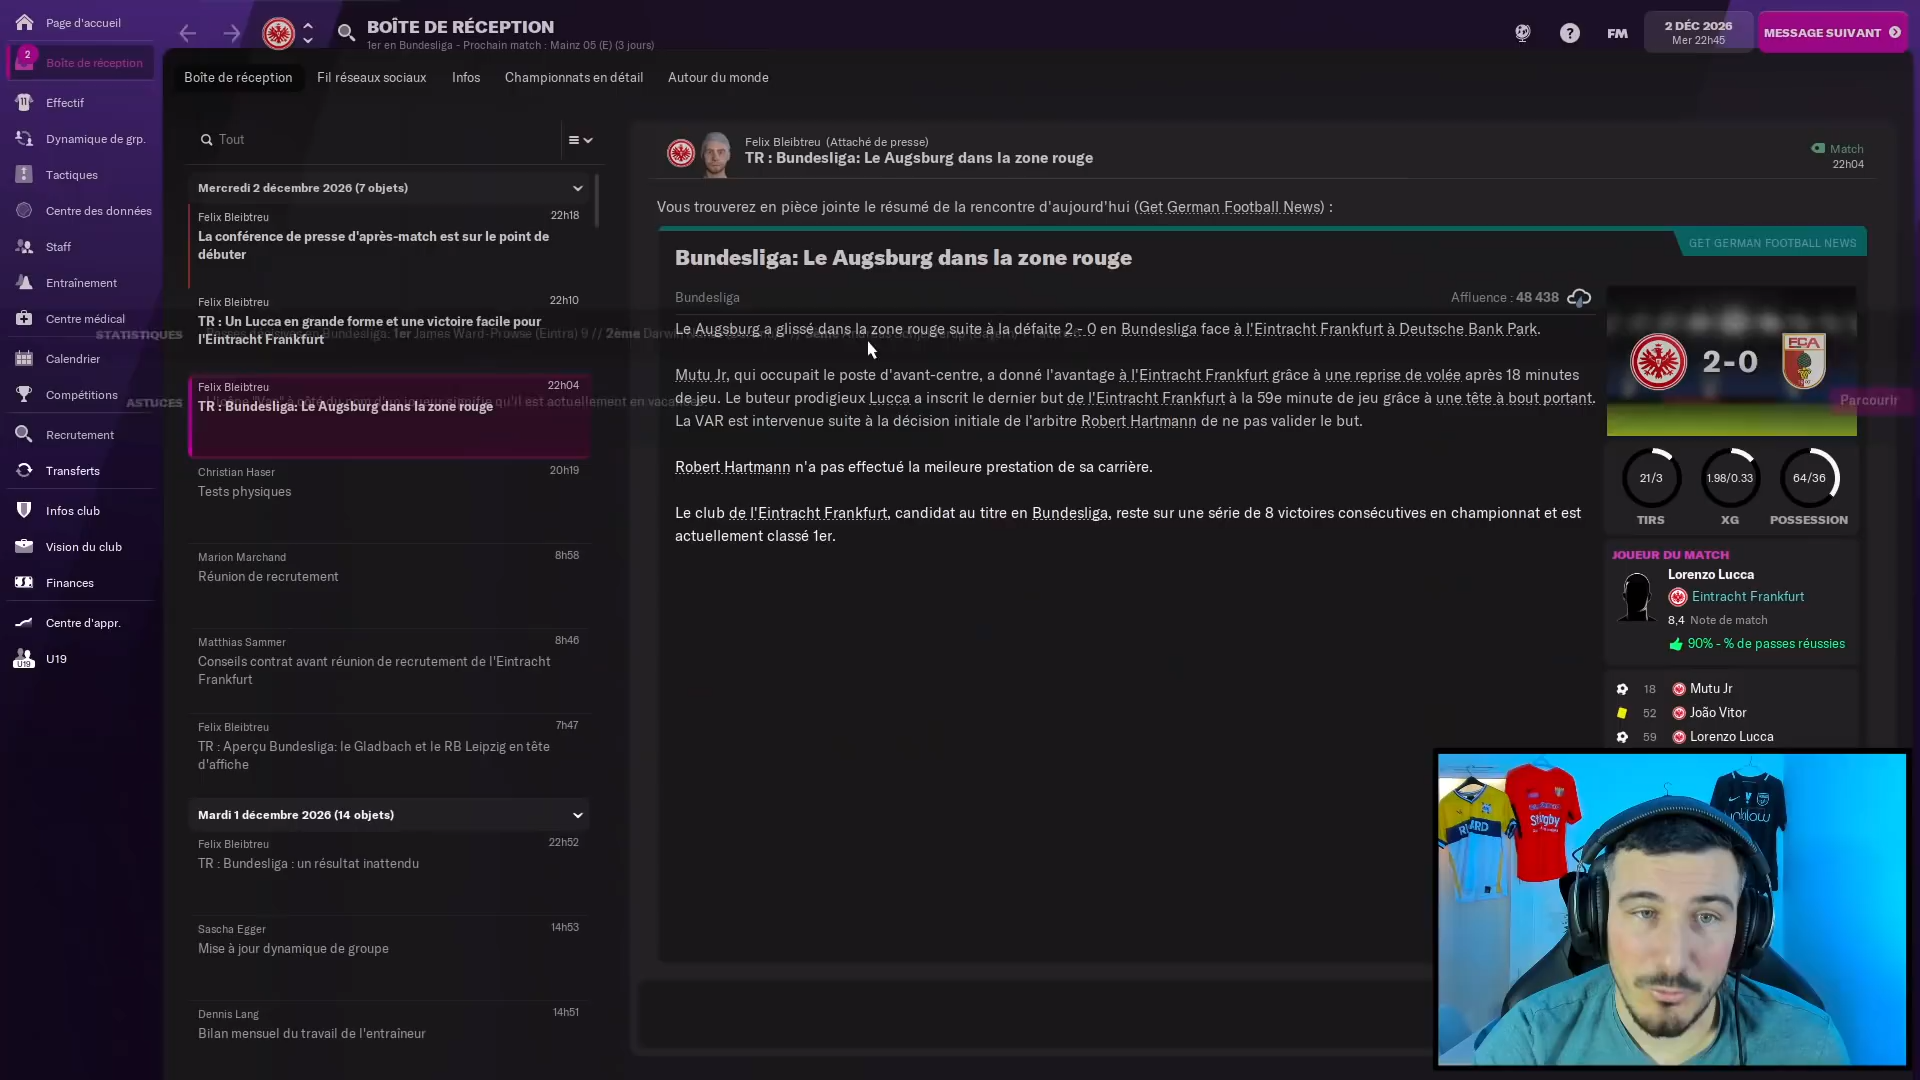 Page d'accueil
2
Boîte de réception
Effectif
Dynamique de grp.
Tactiques
Centre des données
Staff
Entraînement
Centre médical
Calendrier
Compétitions
Recrutement
Transferts
Infos club
Vision du club
Finances
Centre d'appr.
U19
U19
BOÎTE DE RÉCEPTION
1er en Bundesliga - Prochain match : Mainz 05 (E) (3 jours)
?
FM
2 DÉC 2026
Mer 22h45
MESSAGE SUIVANT
Boîte de réception
Fil réseaux sociaux
Infos
Championnats en détail
Autour du monde
Tout
Mercredi 2 décembre 2026 (7 objets)
Felix Bleibtreu 22h18
La conférence de presse d'après-match est sur le point de
débuter
Felix Bleibtreu 22h10
TR : Un Lucca en grande forme et une victoire facile pour
l'Eintracht Frankfurt
STATISTIQUES
1er James Ward-Prowse (Eintra) 9 // 2ème
Felix Bleibtreu 22h04
TR : Bundesliga: Le Augsburg dans la zone rouge
ASTUCES
Christian Haser 20h19
Tests physiques
Marion Marchand 8h58
Réunion de recrutement
Matthias Sammer 8h46
Conseils contrat avant réunion de recrutement de l'Eintracht
Frankfurt
Felix Bleibtreu 7h47
TR : Aperçu Bundesliga: le Gladbach et le RB Leipzig en tête
d'affiche
Mardi 1 décembre 2026 (14 objets)
Felix Bleibtreu 22h52
TR : Bundesliga : un résultat inattendu
Sascha Egger 14h53
Mise à jour dynamique de groupe
Dennis Lang 14h51
Bilan mensuel du travail de l'entraîneur
Felix Bleibtreu (Attaché de presse)
TR : Bundesliga: Le Augsburg dans la zone rouge
Match
22h04
Vous trouverez en pièce jointe le résumé de la rencontre d'aujourd'hui (Get German Football News) :
GET GERMAN FOOTBALL NEWS
Bundesliga: Le Augsburg dans la zone rouge
Bundesliga
Affluence : 48 438
Le Augsburg a glissé dans la zone rouge suite à la défaite 2 - 0 en Bundesliga face à l'Eintracht Frankfurt à Deutsche Bank Park.
Mutu Jr, qui occupait le poste d'avant-centre, a donné l'avantage à l'Eintracht Frankfurt grâce à une reprise de volée après 18 minutes
de jeu. Le buteur prodigieux Lucca a inscrit le dernier but de l'Eintracht Frankfurt à la 59e minute de jeu grâce à une tête à bout portant.
La VAR est intervenue suite à la décision initiale de l'arbitre Robert Hartmann de ne pas valider le but.
Robert Hartmann n'a pas effectué la meileure prestation de sa carrière.
Le club de l'Eintracht Frankfurt, candidat au titre en Bundesliga, reste sur une série de 8 victoires consécutives en championnat et est
actuellement classé 1er.
2-0
FCA
Parcourir
21/3
1.98/0.33
64/36
TIRS
XG
POSSESSION
JOUEUR DU MATCH
Lorenzo Lucca
Eintracht Frankfurt
8,4 Note de match
90% - % de passes réussies
18 Mutu Jr
52 João Vitor
59 Lorenzo Lucca